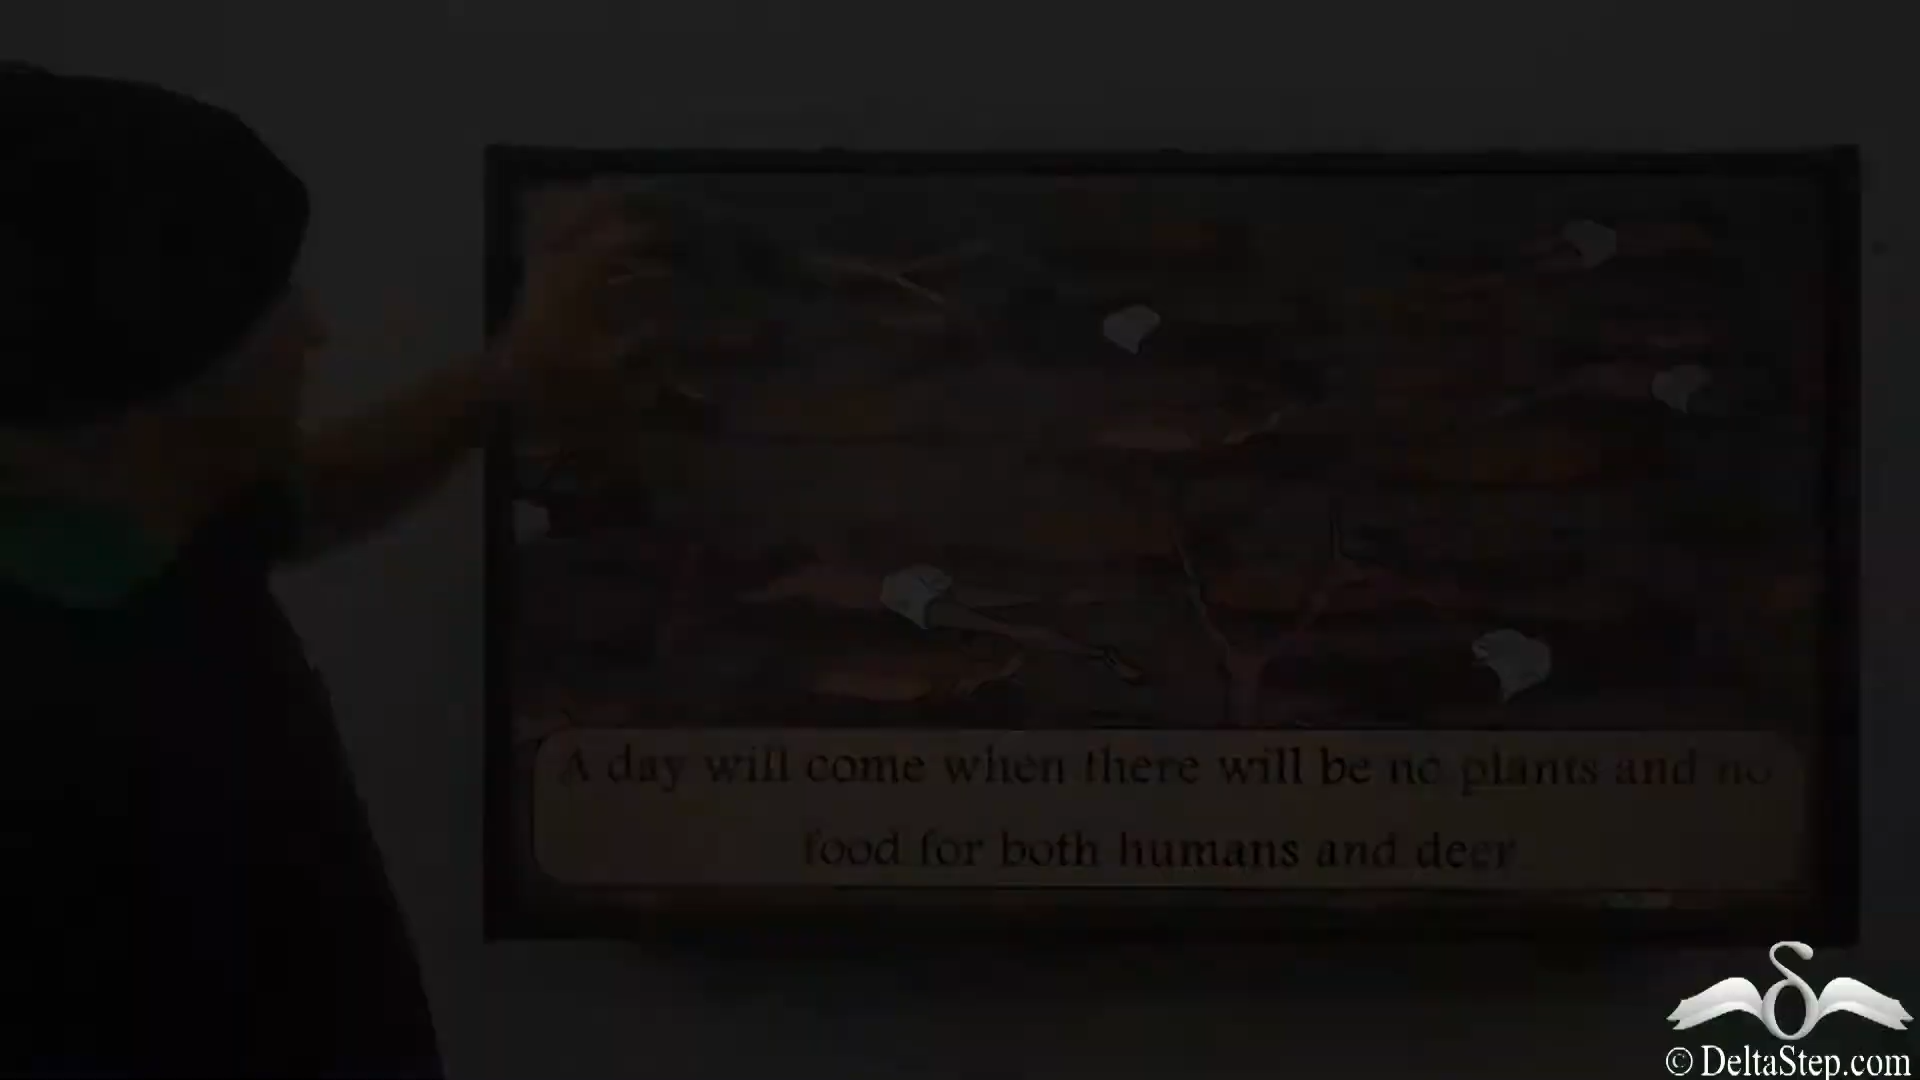 A day will come when there will be no plants and no
food for both humans and deer.
© DeltaStep.com